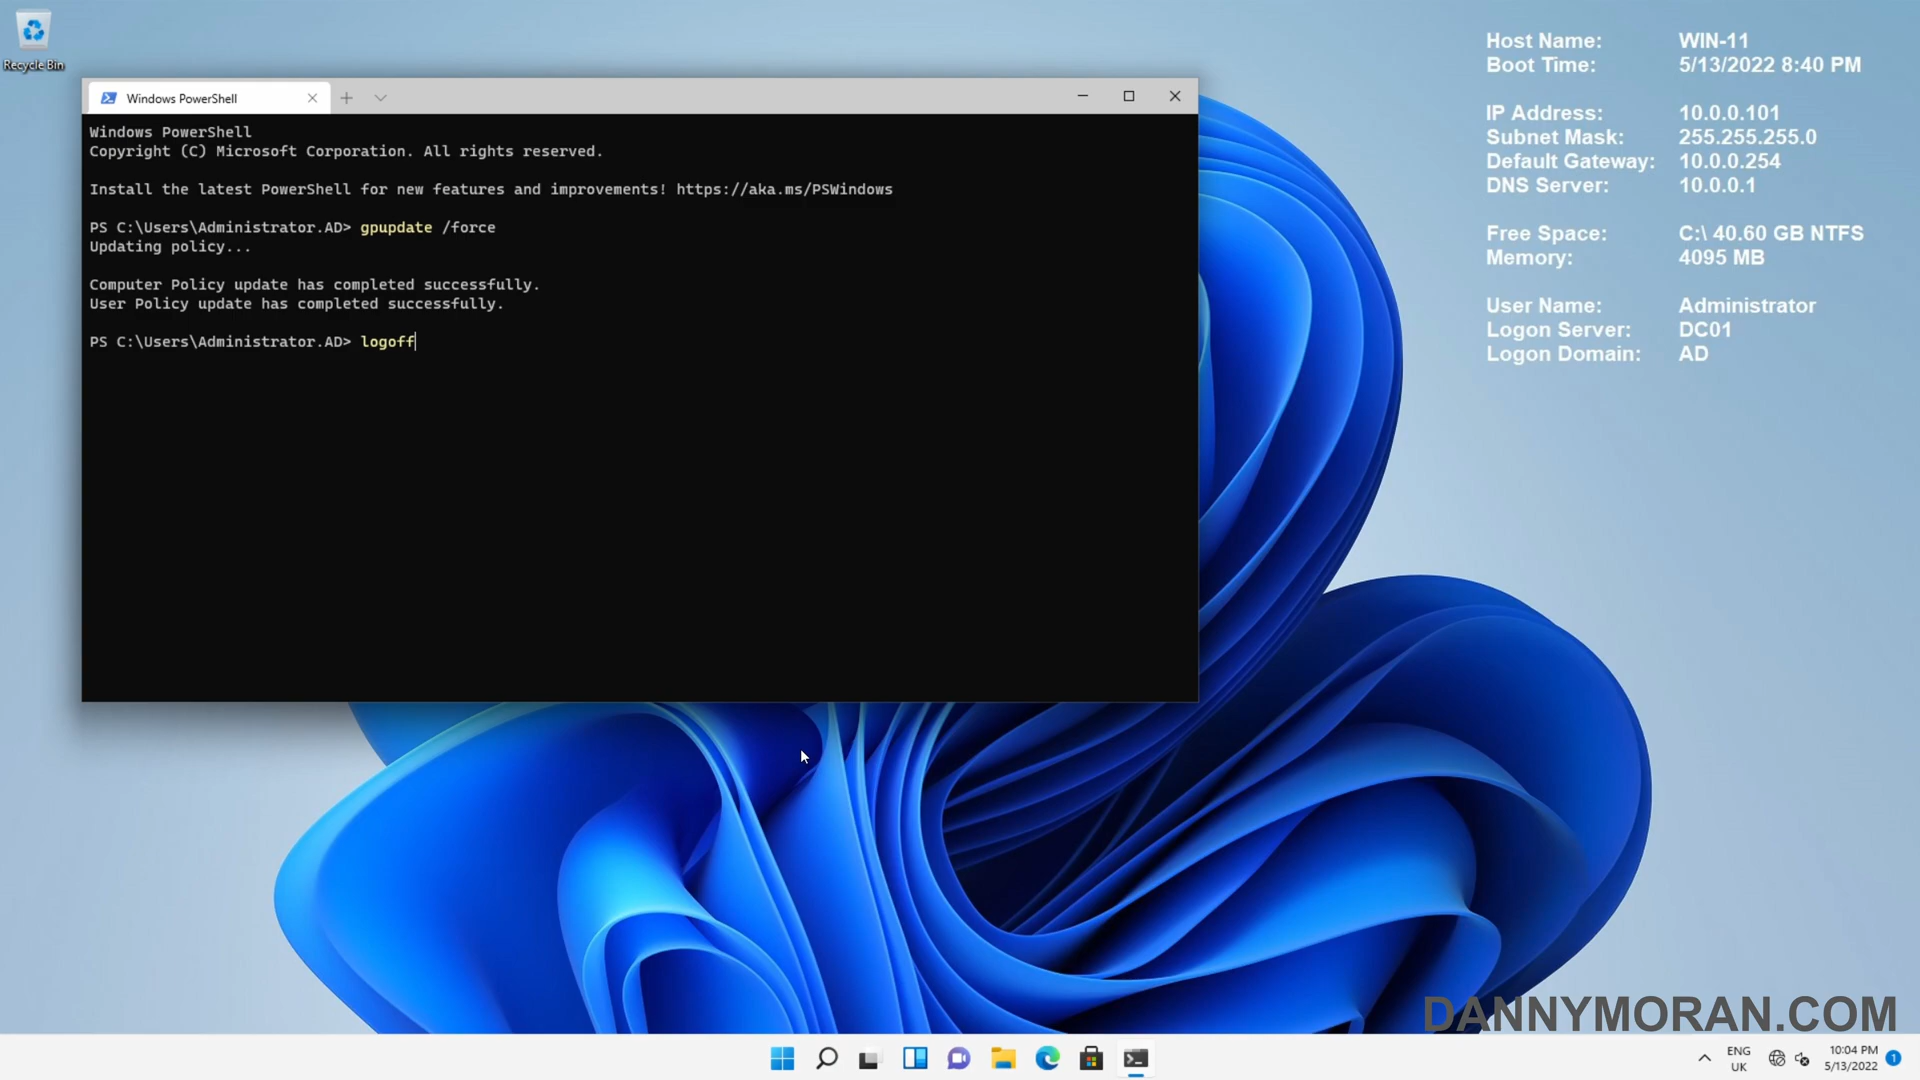 Recycle Bin
Windows PowerShell
Windows PowerShell
Copyright (C) Microsoft Corporation. All rights reserved.
Install the latest PowerShell for new features and improvements! https://aka.ms/PSWindows
PS C:\Users\Administrator.AD> gpupdate /force
Updating policy...
Computer Policy update has completed successfully.
User Policy update has completed successfully.
PS C:\Users\Administrator.AD> logoff
Host Name: WIN-11
Boot Time: 5/13/2022 8:40 PM
IP Address: 10.0.0.101
Subnet Mask: 255.255.255.0
Default Gateway: 10.0.0.254
DNS Server: 10.0.0.1
Free Space: C:\ 40.60 GB NTFS
Memory: 4095 MB
User Name: Administrator
Logon Server: DC01
Logon Domain: AD
DANNYMORAN.COM
ENG
UK
10:04 PM
5/13/2022
1